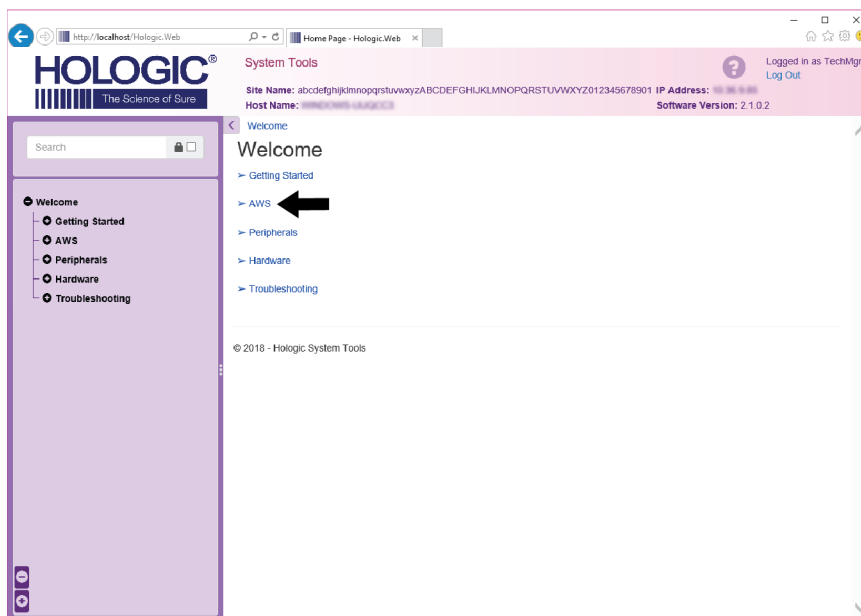 http://localhost/Hologic.Web
Home Page - Hologic.Web
HOLOGIC®
The Science of Sure
System Tools
Logged in as TechMgr
Log Out
Site Name: abcdefghijklmnopqrstuvwxyzABCDEFGHIJKLMNOPQRSTUVWXYZ012345678901 IP Address:
Host Name:
Software Version: 2.1.0.2
Search
Welcome
Getting Started
AWS
Peripherals
Hardware
Troubleshooting
Welcome
Welcome
➢ Getting Started
➢ AWS
➢ Peripherals
➢ Hardware
➢ Troubleshooting
© 2018 - Hologic System Tools